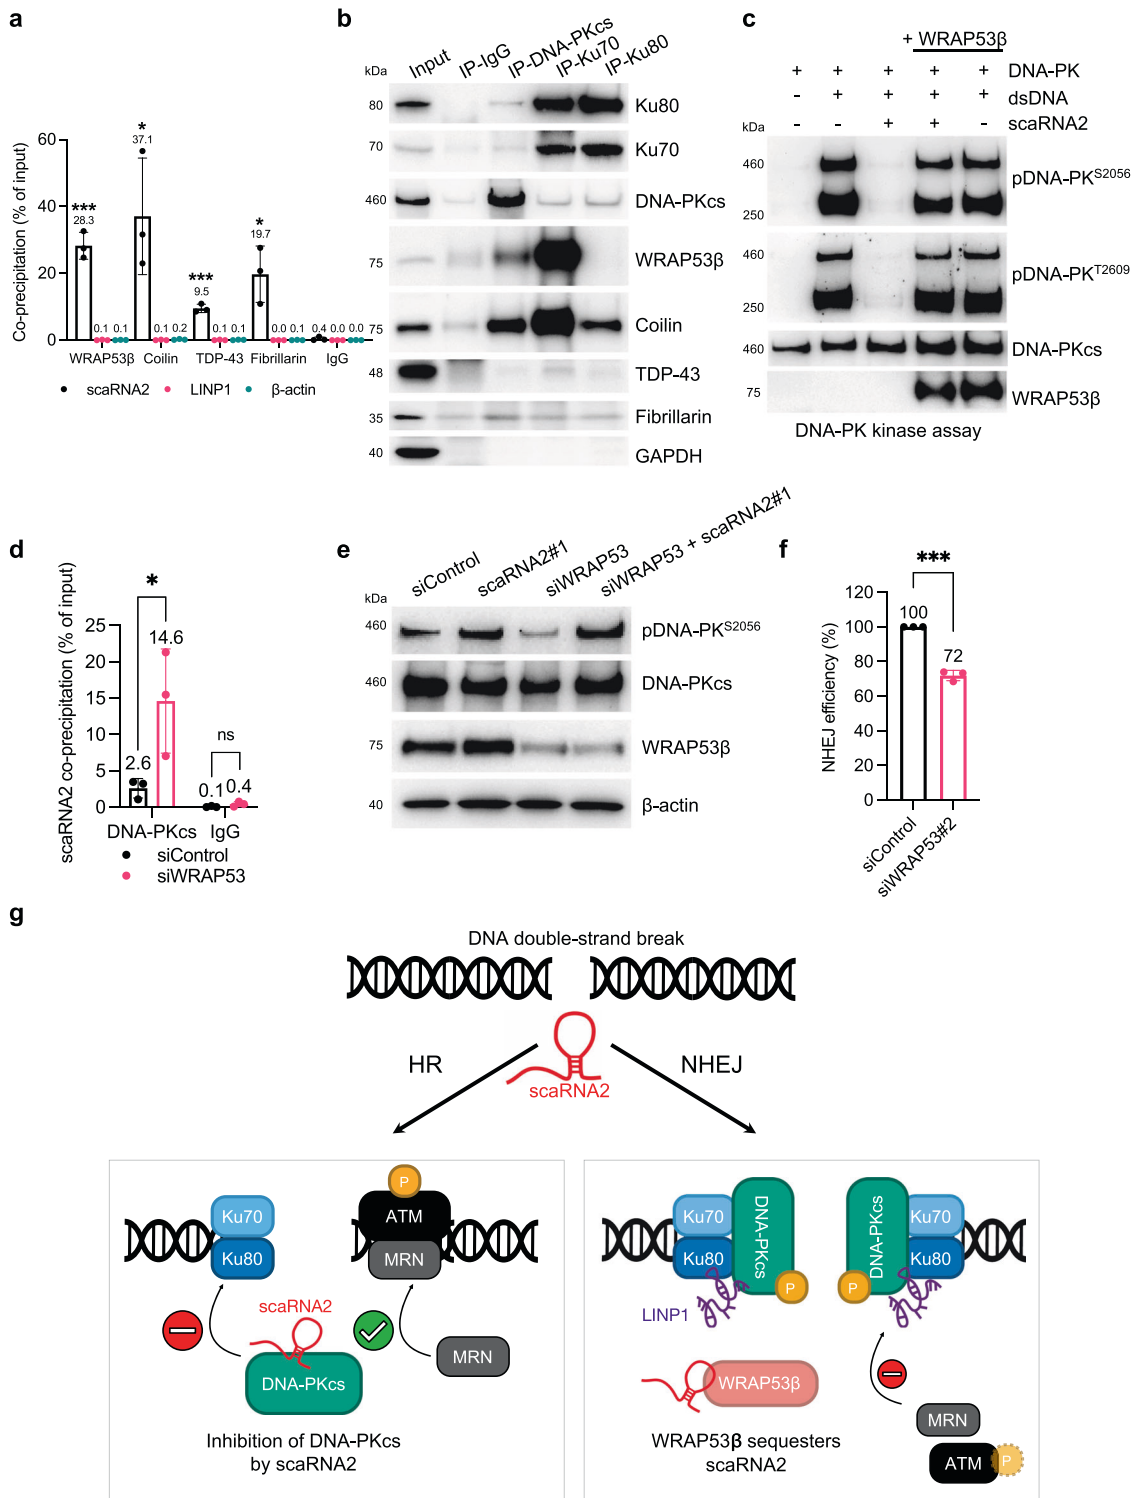 a
Co-precipitation (% of input)
60
40
20
0
***
28.3
*
37.1
***
9.5
*
19.7
0.1 0.1 0.1 0.2 0.1 0.1 0.0 0.1 0.4 0.0 0.0
WRAP53β Coilin TDP-43 Fibrillarin IgG
scaRNA2 LINP1 β-actin
b
kDa
Input IP-IgG IP-DNA-PKcs IP-Ku70 IP-Ku80
80 Ku80
70 Ku70
460 DNA-PKcs
75 WRAP53β
75 Coilin
48 TDP-43
35 Fibrillarin
40 GAPDH
c
+ WRAP53β
+ + + + + DNA-PK
- + + + + dsDNA
- - + + - scaRNA2
kDa
460
pDNA-PKS2056
250
460
pDNA-PKT2609
250
460 DNA-PKcs
75 WRAP53β
DNA-PK kinase assay
d
scaRNA2 co-precipitation (% of input)
25
20
15
10
5
0
*
14.6
2.6
ns
0.1 0.4
DNA-PKcs IgG
siControl
siWRAP53
e
kDa
siControl scaRNA2#1 siWRAP53 siWRAP53 + scaRNA2#1
460 pDNA-PKS2056
460 DNA-PKcs
75 WRAP53β
40 β-actin
f
NHEJ efficiency (%)
120
100
80
60
40
20
0
***
100
72
siControl siWRAP53#2
g
DNA double-strand break
HR NHEJ
scaRNA2
P
Ku70 ATM
Ku80 MRN
scaRNA2
DNA-PKcs
MRN
Inhibition of DNA-PKcs
by scaRNA2
Ku70 DNA-PKcs DNA-PKcs Ku70
Ku80 Ku80
P P
LINP1
WRAP53β
MRN
ATM P
WRAP53β sequesters
scaRNA2